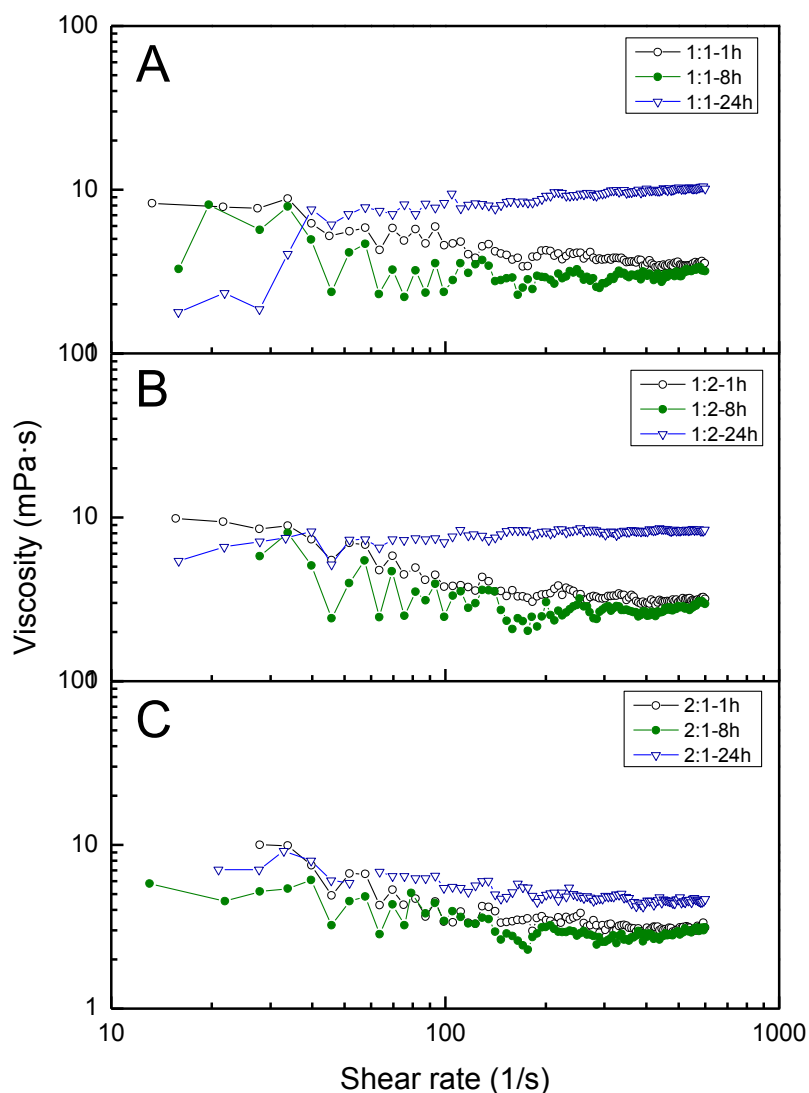 100
A
1:1-1h
1:1-8h
1:1-24h
10
1
100
B
1:2-1h
1:2-8h
1:2-24h
10
Viscosity (mPa·s)
1
100
C
2:1-1h
2:1-8h
2:1-24h
10
1
10 100 1000
Shear rate (1/s)